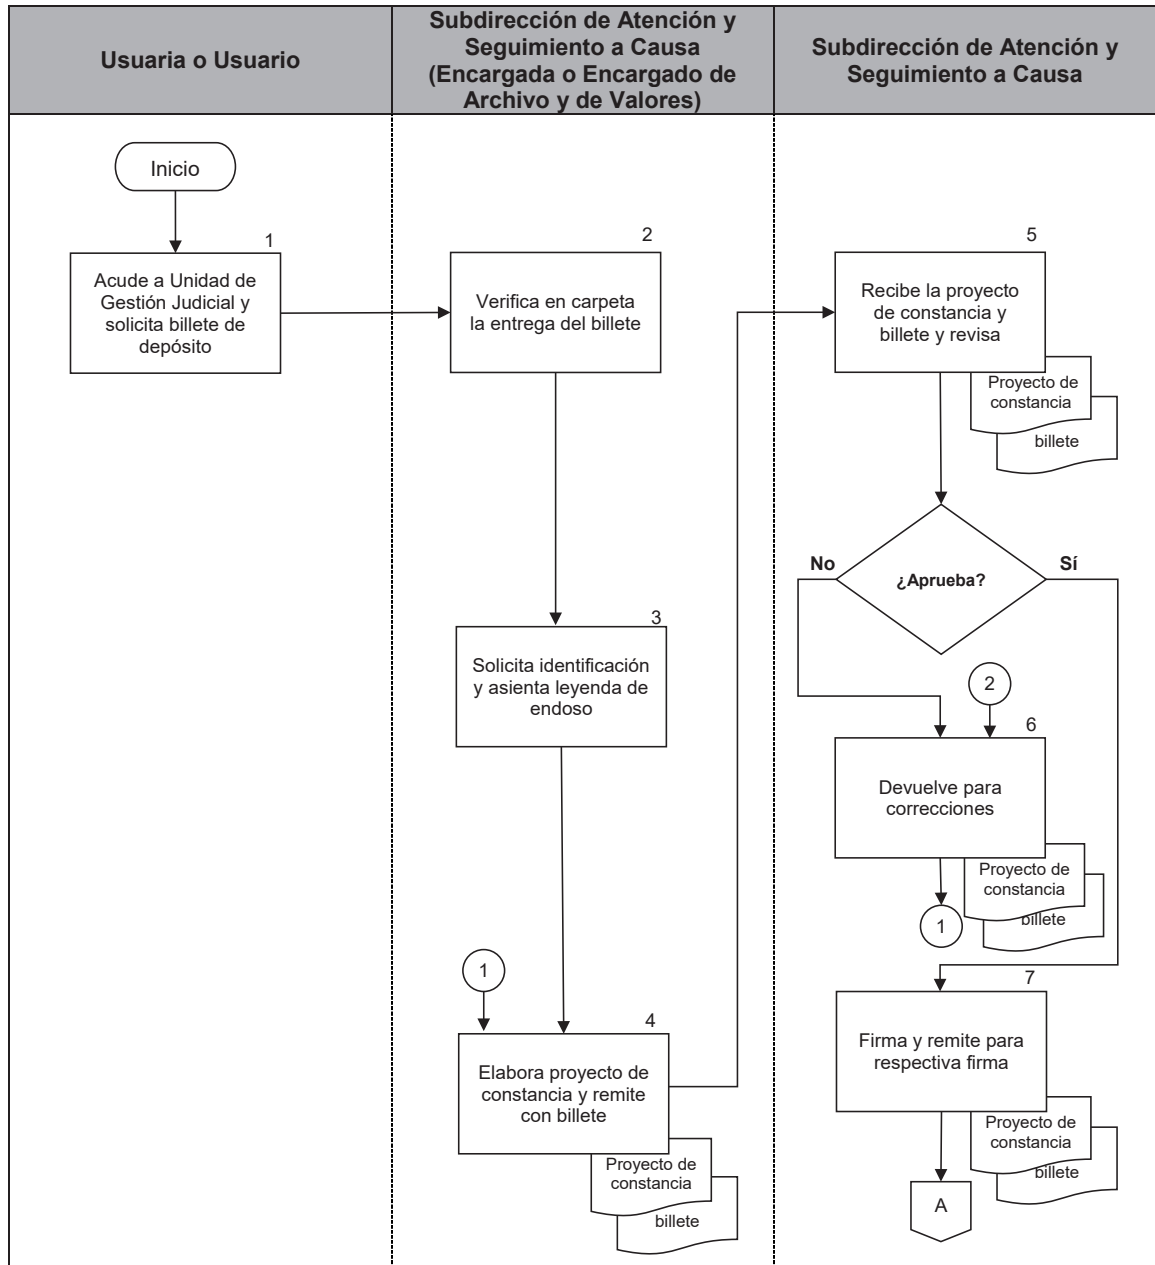 Usuaria o Usuario
Subdirección de Atención y
Seguimiento a Causa
(Encargada o Encargado de
Archivo y de Valores)
Subdirección de Atención y
Seguimiento a Causa
Inicio
1
Acude a Unidad de
Gestión Judicial y
solicita billete de
depósito
2
Verifica en carpeta
la entrega del billete
3
Solicita identificación
y asienta leyenda de
endoso
1
4
Elabora proyecto de
constancia y remite
con billete
Proyecto de
constancia
billete
5
Recibe la proyecto
de constancia y
billete y revisa
Proyecto de
constancia
billete
¿Aprueba?
No
Sí
2
6
Devuelve para
correcciones
Proyecto de
constancia
billete
1
7
Firma y remite para
respectiva firma
Proyecto de
constancia
billete
A